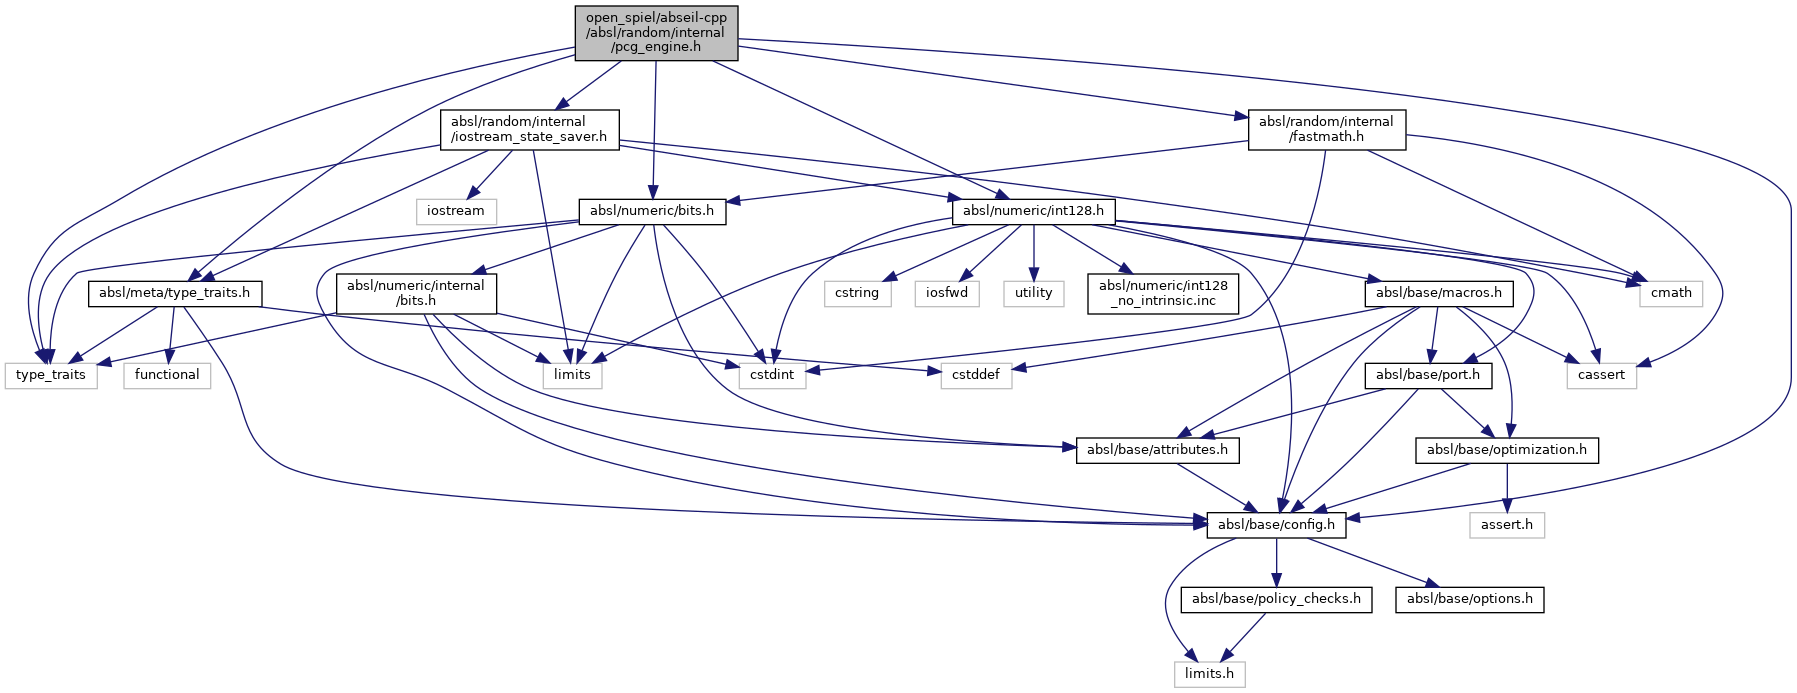 open_spiel/abseil-cpp
/absl/random/internal
/pcg_engine.h
absl/random/internal
/iostream_state_saver.h
absl/random/internal
/fastmath.h
iostream
absl/numeric/bits.h
absl/numeric/int128.h
absl/meta/type_traits.h
absl/numeric/internal
/bits.h
cstring
iosfwd
utility
absl/numeric/int128
_no_intrinsic.inc
absl/base/macros.h
cmath
type_traits
functional
limits
cstdint
cstddef
absl/base/port.h
cassert
absl/base/attributes.h
absl/base/optimization.h
absl/base/config.h
assert.h
absl/base/policy_checks.h
absl/base/options.h
limits.h